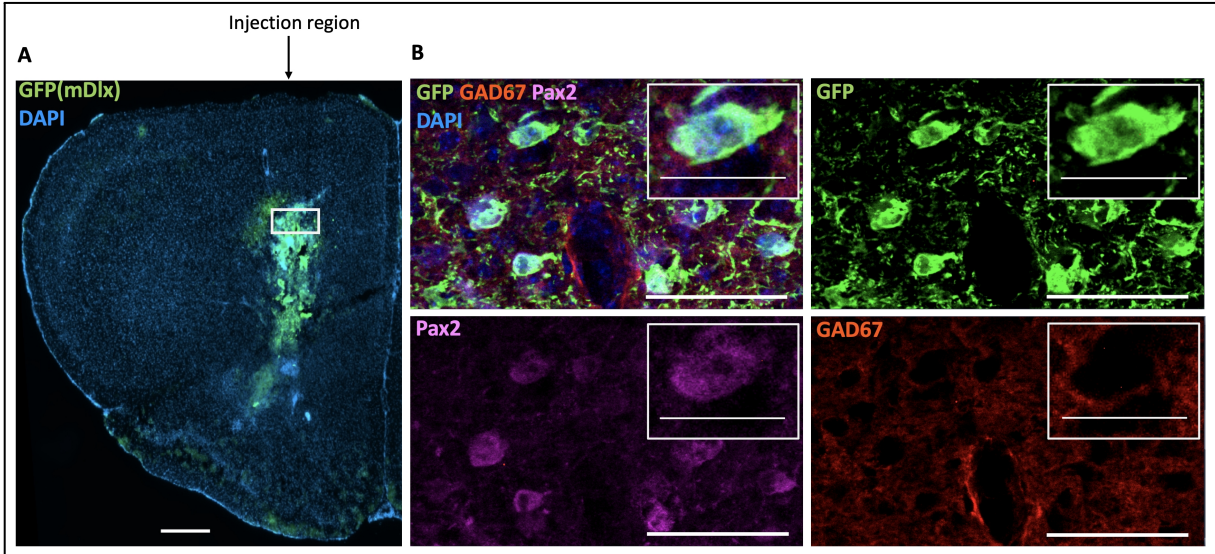 Injection region
A
B
GFP(mDlx)
DAPI
GFP GAD67 Pax2
DAPI
GFP
Pax2
GAD67